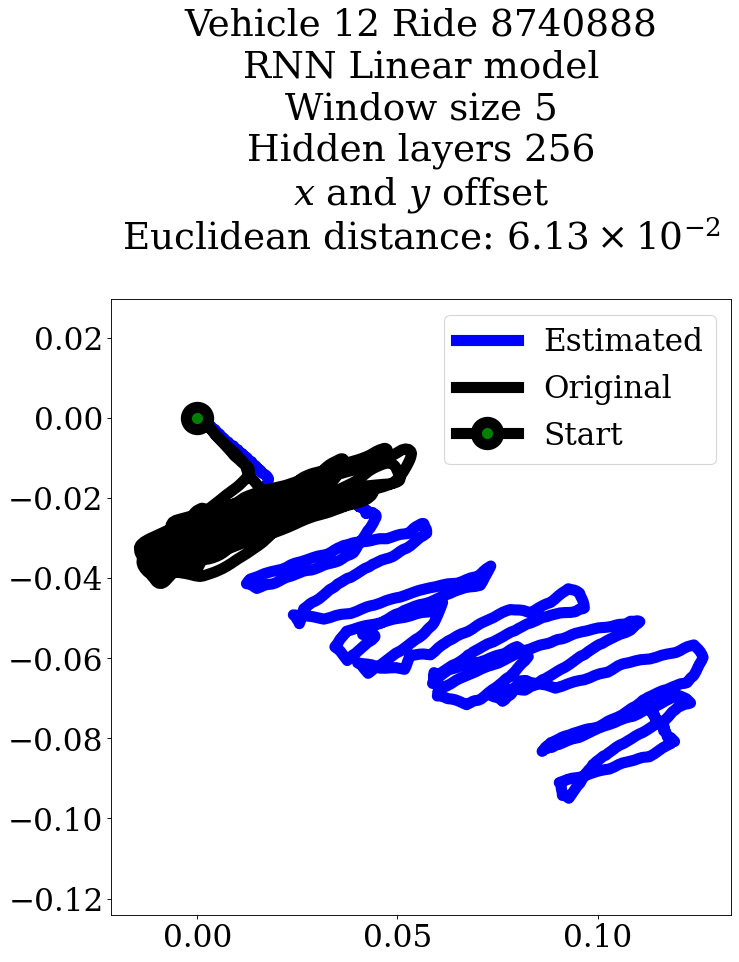 Vehicle 12 Ride 8740888
RNN Linear model
Window size 5
Hidden layers 256
x and y offset
Euclidean distance: 6.13 × 10⁻²
Estimated
Original
Start
0.02
0.00
−0.02
−0.04
−0.06
−0.08
−0.10
−0.12
0.00 0.05 0.10